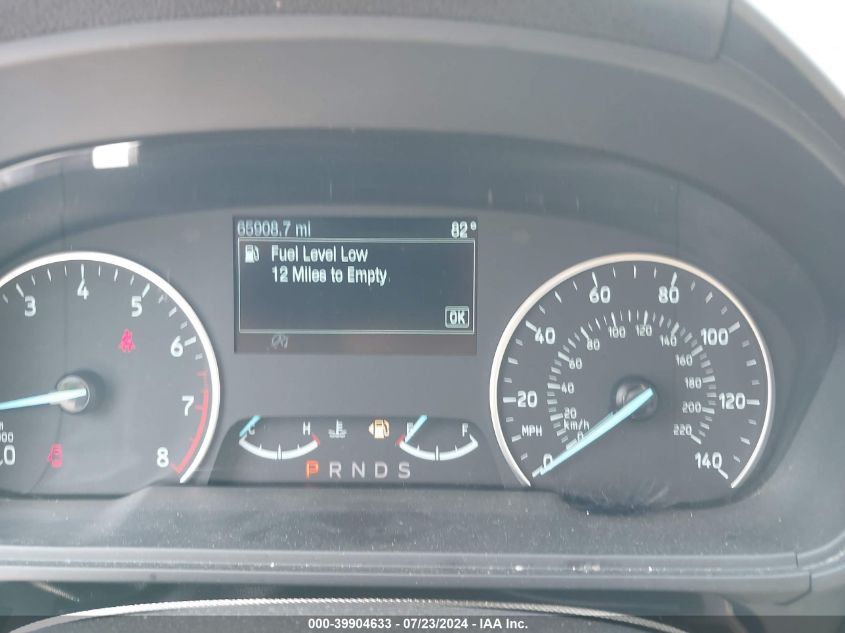 65908.7 mi 82°
Fuel Level Low
12 Miles to Empty
OK
3 4 5 6 7 8
0 20 40 60 80 100 120 140
MPH
0 20 40 60 80 100 120 140 160 180 200 220
km/h
C H
E F
P R N D S
000-39904633 / 07/23/2024 - IAA Inc.